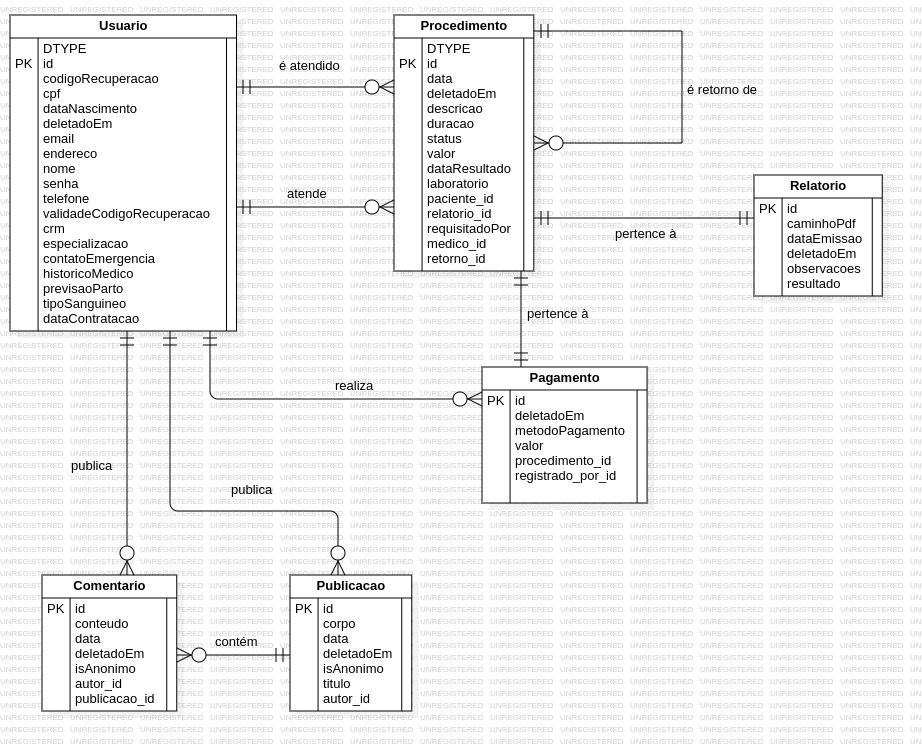 Usuario
DTYPE
PK id
codigoRecuperacao
cpf
dataNascimento
deletadoEm
email
endereco
nome
senha
telefone
validadeCodigoRecuperacao
crm
especializacao
contatoEmergencia
historicoMedico
previsaoParto
tipoSanguineo
dataContratacao
é atendido
atende
Procedimento
DTYPE
PK id
data
deletadoEm
descricao
duracao
status
valor
dataResultado
laboratorio
paciente_id
relatorio_id
requisitadoPor
medico_id
retorno_id
é retorno de
pertence à
Relatorio
PK id
caminhoPdf
dataEmissao
deletadoEm
observacoes
resultado
pertence à
realiza
Pagamento
PK id
deletadoEm
metodoPagamento
valor
procedimento_id
registrado_por_id
publica
publica
Comentario
PK id
conteudo
data
deletadoEm
isAnonimo
autor_id
publicacao_id
contém
Publicacao
PK id
corpo
data
deletadoEm
isAnonimo
titulo
autor_id
UNREGISTERED